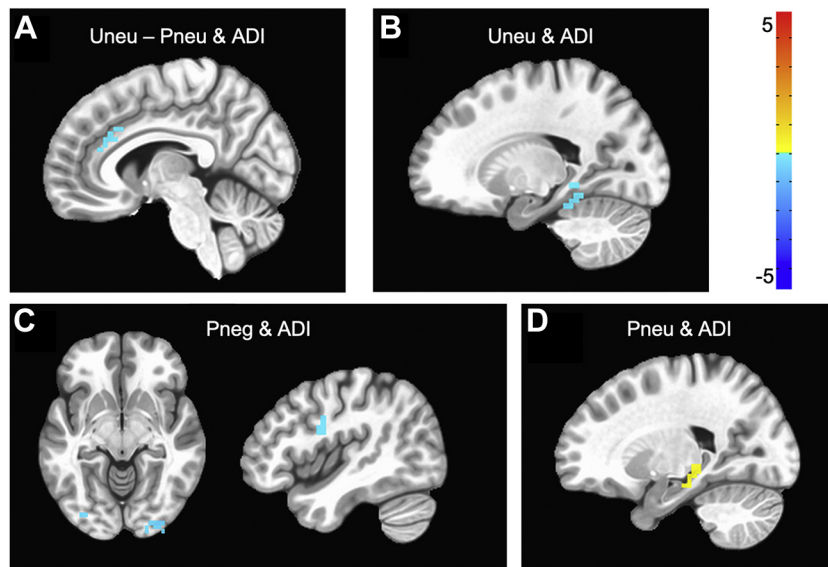 A
Uneu – Pneu & ADI
B
Uneu & ADI
5
-5
C
Pneg & ADI
D
Pneu & ADI